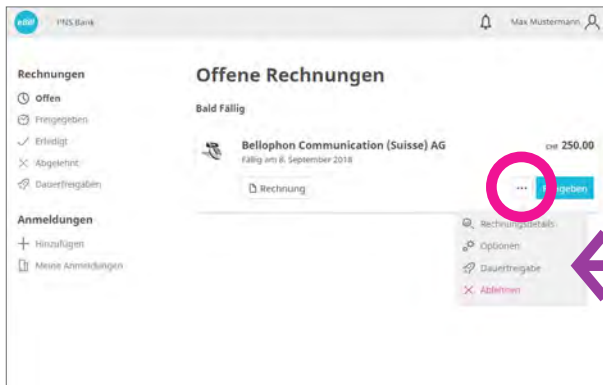 ebill PNS Bank
Max Mustermann
Rechnungen
Offen
Freigegeben
Erledigt
Abgelehnt
Dauerfreigaben
Anmeldungen
Hinzufügen
Meine Anmeldungen
Offene Rechnungen
Bald Fällig
Bellophon Communication (Suisse) AG
CHF 250.00
Fällig am 8. September 2018
Rechnung
...
geben
Rechnungsdetails
Optionen
Dauerfreigabe
Ablehnen